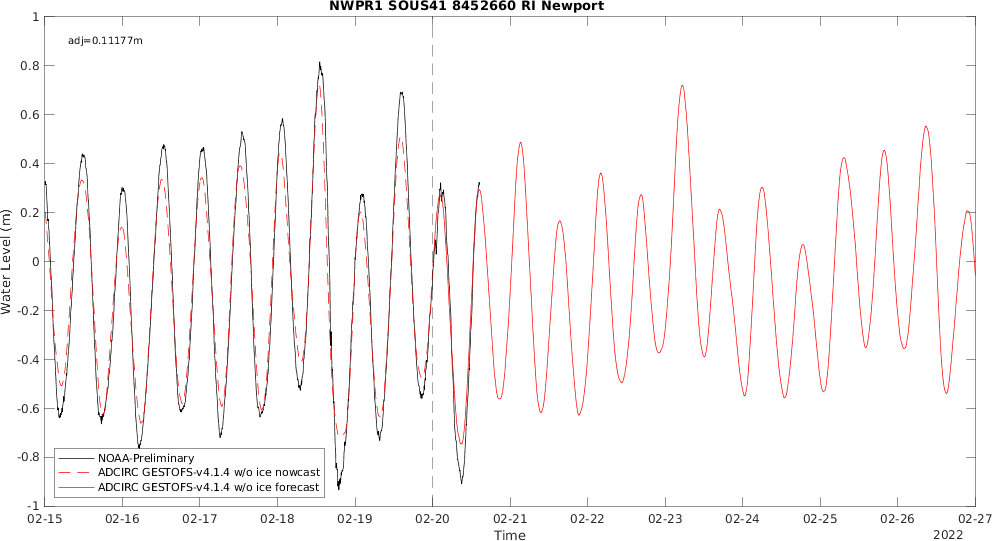 NWPR1 SOUS41 8452660 RI Newport
adj=0.11177m
Water Level (m)
1
0.8
0.6
0.4
0.2
0
-0.2
-0.4
-0.6
-0.8
-1
NOAA-Preliminary
ADCIRC GESTOFS-v4.1.4 w/o ice nowcast
ADCIRC GESTOFS-v4.1.4 w/o ice forecast
02-15 02-16 02-17 02-18 02-19 02-20 02-21 02-22 02-23 02-24 02-25 02-26 02-27
Time
2022